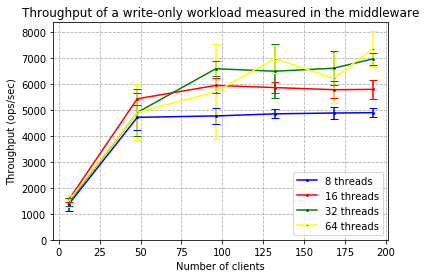 Throughput of a write-only workload measured in the middleware
Throughput (ops/sec)
8000
7000
6000
5000
4000
3000
2000
1000
0
0 25 50 75 100 125 150 175 200
Number of clients
8 threads
16 threads
32 threads
64 threads